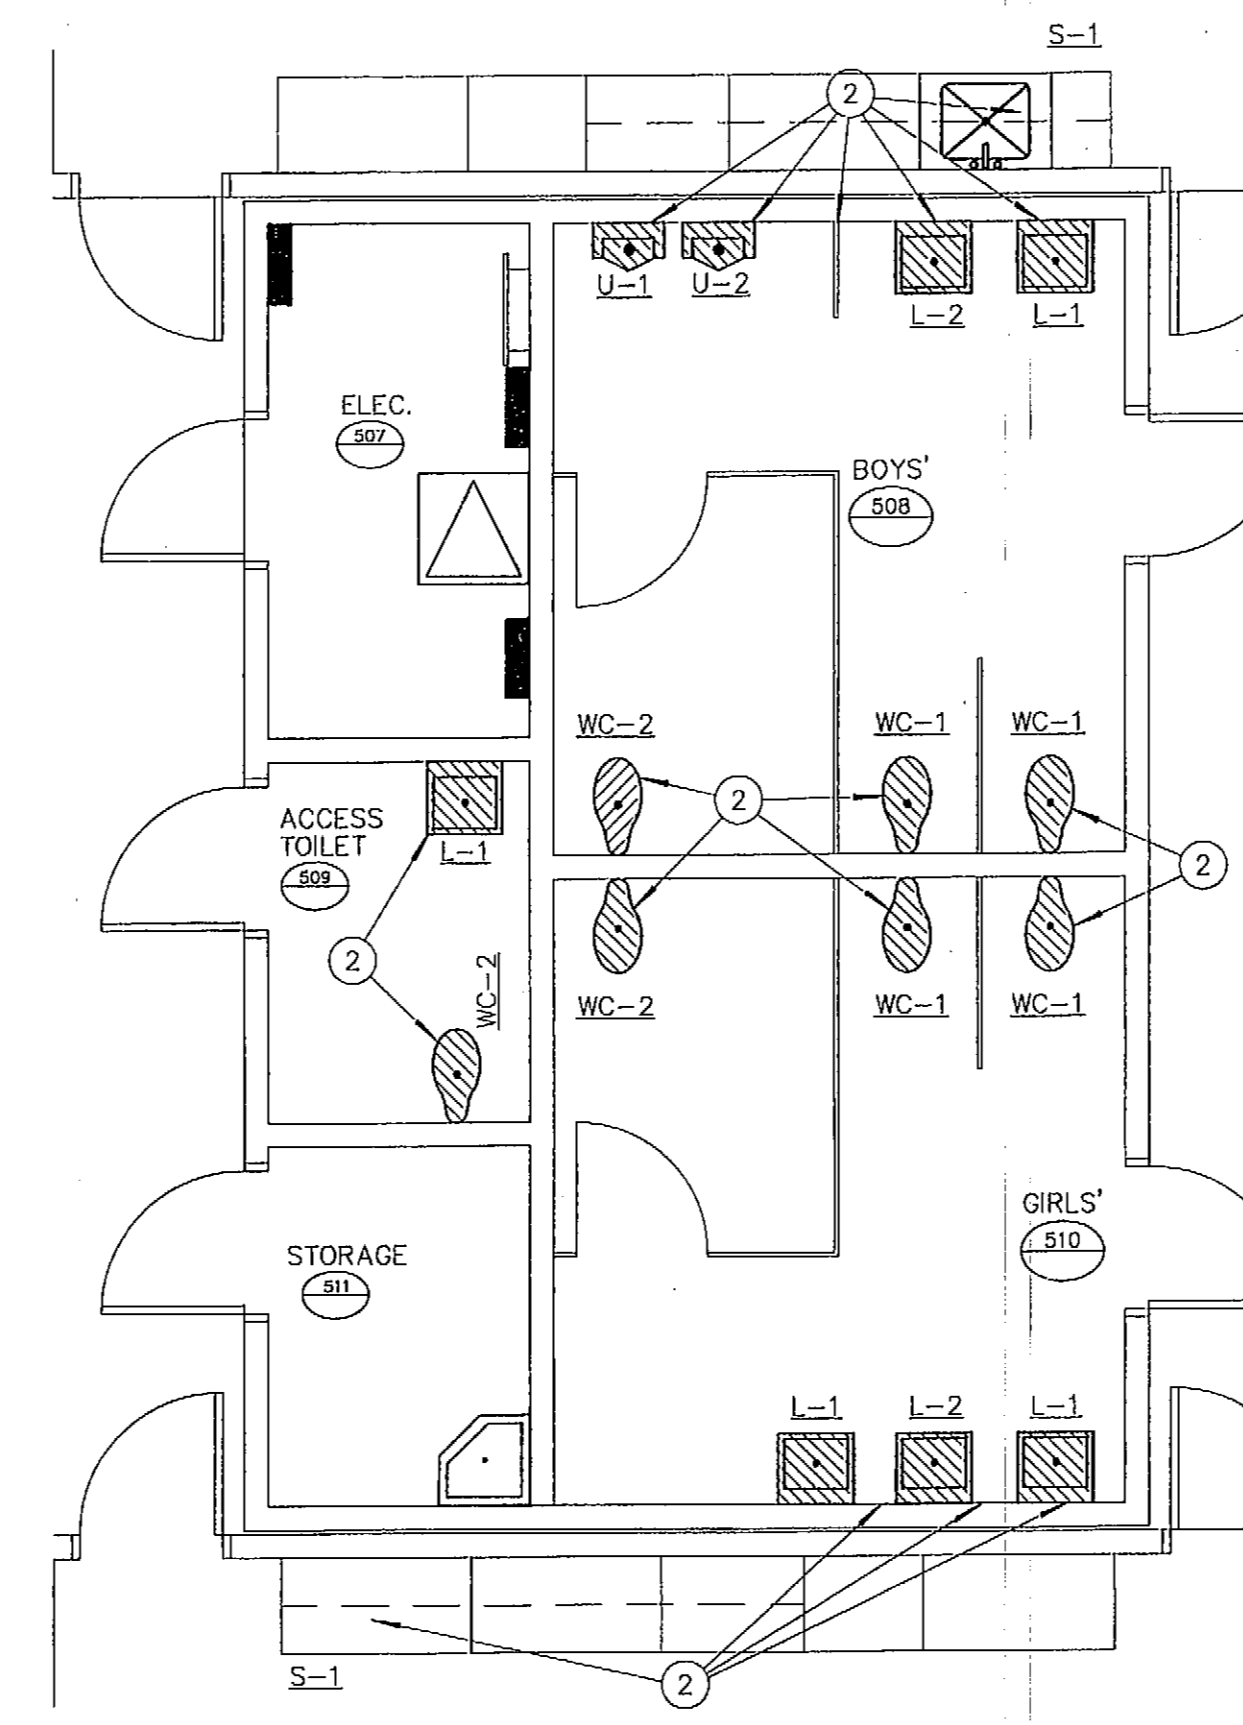 S-1
2
U-1 U-2 L-2 L-1
ELEC.
507
BOYS'
508
WC-2 WC-1 WC-1
2
ACCESS
TOILET
509
L-1
2
2
WC-2
WC-2 WC-1 WC-1
GIRLS'
510
STORAGE
511
L-1 L-2 L-1
S-1
2